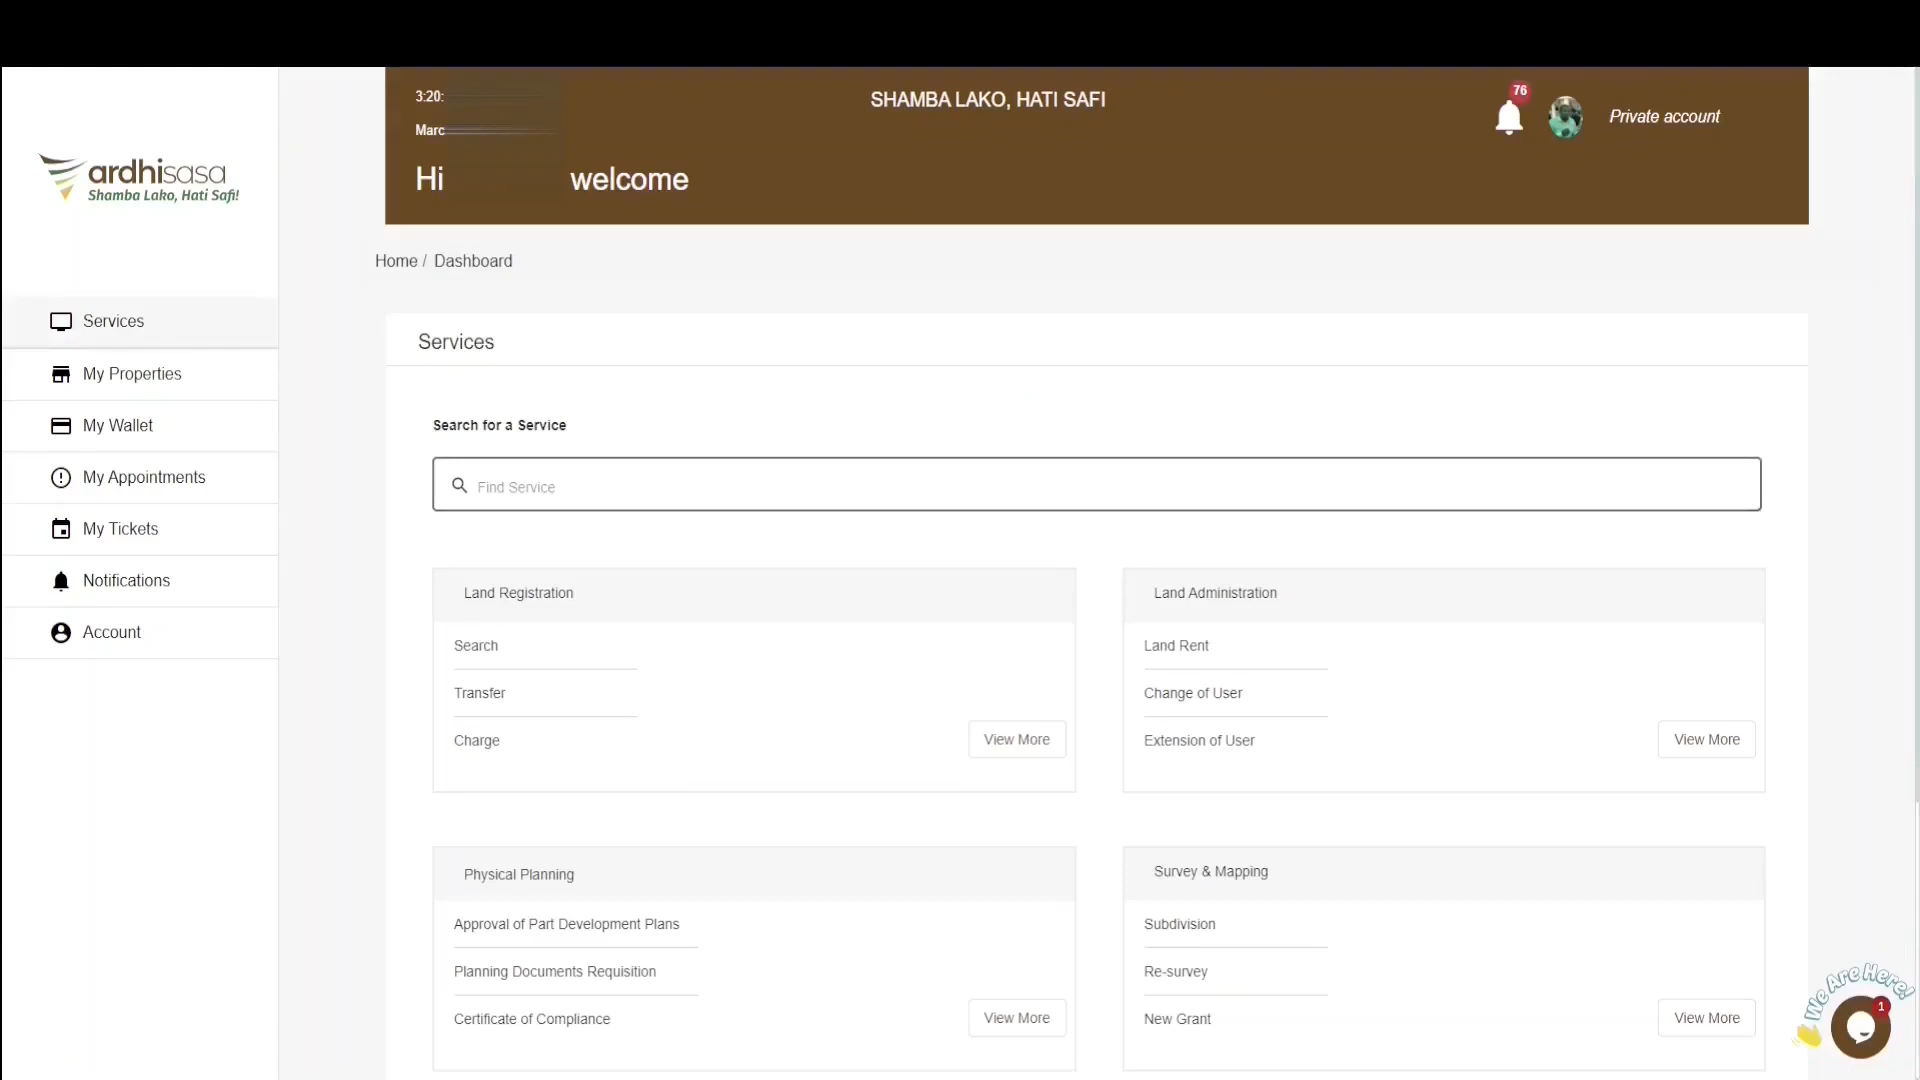 3:20:
Marc
SHAMBA LAKO, HATI SAFI
76
Private account
Hi welcome
ardhisasa
Shamba Lako, Hati Safi!
Home / Dashboard
Services
My Properties
My Wallet
My Appointments
My Tickets
Notifications
Account
Services
Search for a Service
Find Service
Land Registration
Search
Transfer
Charge
View More
Land Administration
Land Rent
Change of User
Extension of User
View More
Physical Planning
Approval of Part Development Plans
Planning Documents Requisition
Certificate of Compliance
View More
Survey & Mapping
Subdivision
Re-survey
New Grant
View More
We Are Here!
1